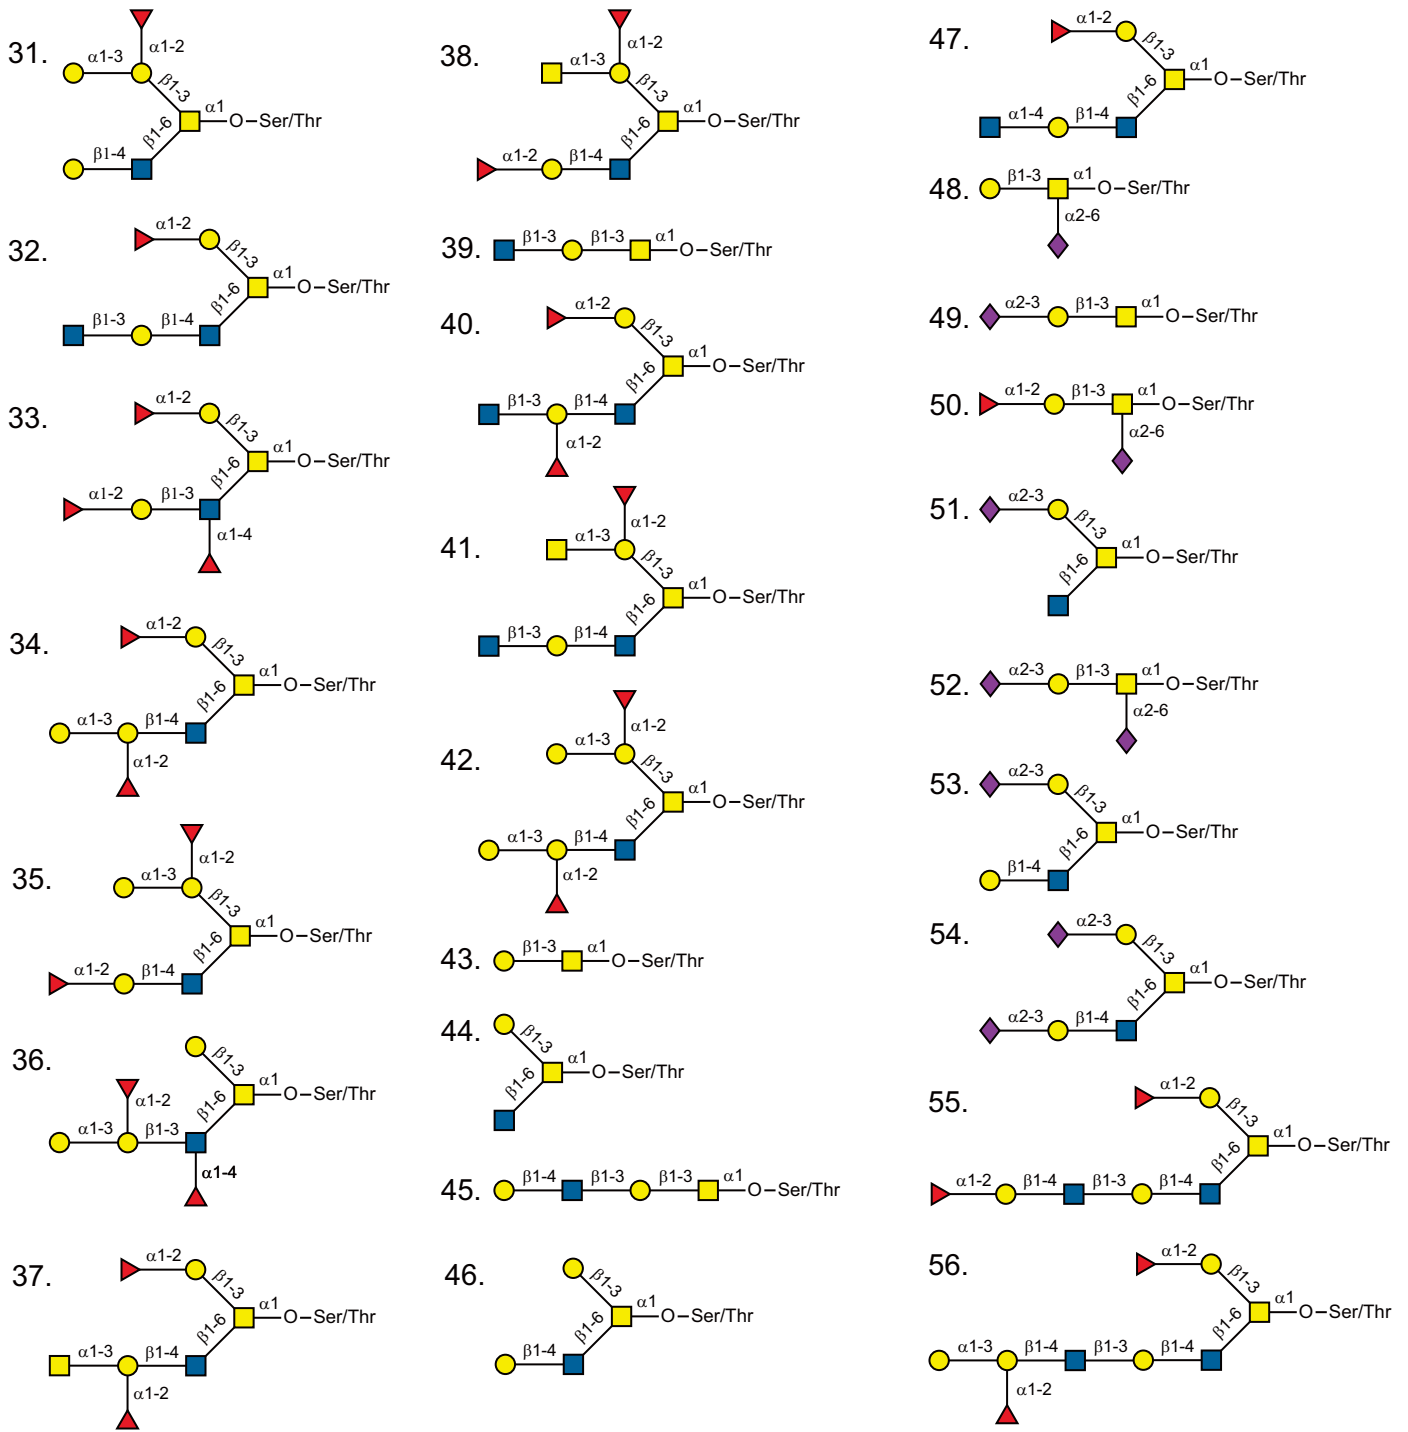 31.
α1-2
α1-3
β1-3
α1
O–Ser/Thr
β1-6
β1-4
32.
α1-2
β1-3
α1
O–Ser/Thr
β1-6
β1-3
β1-4
33.
α1-2
β1-3
α1
O–Ser/Thr
β1-6
α1-2
β1-3
α1-4
34.
α1-2
β1-3
α1
O–Ser/Thr
β1-6
α1-3
β1-4
α1-2
35.
α1-2
α1-3
β1-3
α1
O–Ser/Thr
β1-6
α1-2
β1-4
36.
β1-3
α1
O–Ser/Thr
β1-6
α1-2
α1-3
β1-3
α1-4
37.
α1-2
β1-3
α1
O–Ser/Thr
β1-6
α1-3
β1-4
α1-2
38.
α1-2
α1-3
β1-3
α1
O–Ser/Thr
β1-6
α1-2
β1-4
39.
β1-3
β1-3
α1
O–Ser/Thr
40.
α1-2
β1-3
α1
O–Ser/Thr
β1-6
β1-3
β1-4
α1-2
41.
α1-2
α1-3
β1-3
α1
O–Ser/Thr
β1-6
β1-3
β1-4
42.
α1-2
α1-3
β1-3
α1
O–Ser/Thr
β1-6
α1-3
β1-4
α1-2
43.
β1-3
α1
O–Ser/Thr
44.
β1-3
α1
O–Ser/Thr
β1-6
45.
β1-4
β1-3
β1-3
α1
O–Ser/Thr
46.
β1-3
α1
O–Ser/Thr
β1-6
β1-4
47.
α1-2
β1-3
α1
O–Ser/Thr
β1-6
α1-4
β1-4
48.
β1-3
α1
O–Ser/Thr
α2-6
49.
α2-3
β1-3
α1
O–Ser/Thr
50.
α1-2
β1-3
α1
O–Ser/Thr
α2-6
51.
α2-3
β1-3
α1
O–Ser/Thr
β1-6
52.
α2-3
β1-3
α1
O–Ser/Thr
α2-6
53.
α2-3
β1-3
α1
O–Ser/Thr
β1-6
β1-4
54.
α2-3
β1-3
α1
O–Ser/Thr
β1-6
α2-3
β1-4
55.
α1-2
β1-3
α1
O–Ser/Thr
β1-6
α1-2
β1-4
β1-3
β1-4
56.
α1-2
β1-3
α1
O–Ser/Thr
β1-6
α1-3
β1-4
β1-3
β1-4
α1-2